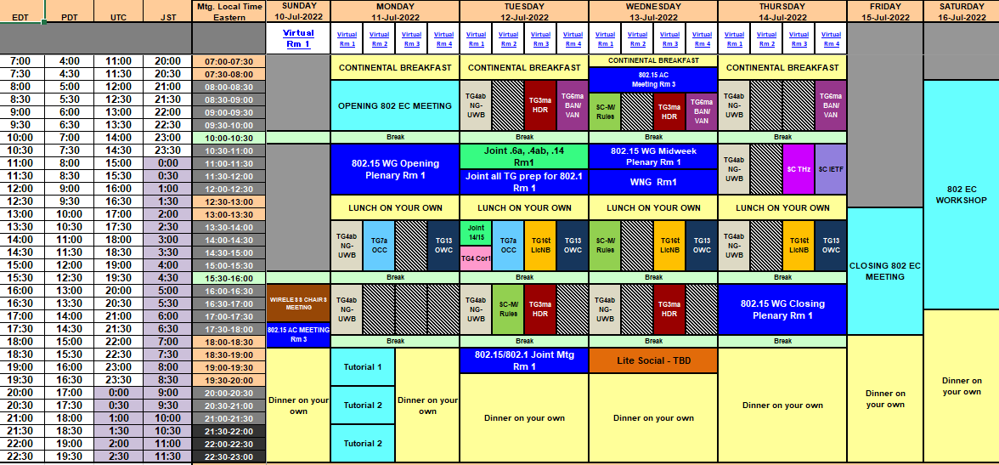 EDT PDT UTC JST Mtg. Local Time Eastern
7:00 4:00 11:00 20:00 07:00-07:30
7:30 4:30 11:30 20:30 07:30-08:00
8:00 5:00 12:00 21:00 08:00-08:30
8:30 5:30 12:30 21:30 08:30-09:00
9:00 6:00 13:00 22:00 09:00-09:30
9:30 6:30 13:30 22:30 09:30-10:00
10:00 7:00 14:00 23:00 10:00-10:30
10:30 7:30 14:30 23:30 10:30-11:00
11:00 8:00 15:00 0:00 11:00-11:30
11:30 8:30 15:30 0:30 11:30-12:00
12:00 9:00 16:00 1:00 12:00-12:30
12:30 9:30 16:30 1:30 12:30-13:00
13:00 10:00 17:00 2:00 13:00-13:30
13:30 10:30 17:30 2:30 13:30-14:00
14:00 11:00 18:00 3:00 14:00-14:30
14:30 11:30 18:30 3:30 14:30-15:00
15:00 12:00 19:00 4:00 15:00-15:30
15:30 12:30 19:30 4:30 15:30-16:00
16:00 13:00 20:00 5:00 16:00-16:30
16:30 13:30 20:30 5:30 16:30-17:00
17:00 14:00 21:00 6:00 17:00-17:30
17:30 14:30 21:30 6:30 17:30-18:00
18:00 15:00 22:00 7:00 18:00-18:30
18:30 15:30 22:30 7:30 18:30-19:00
19:00 16:00 23:00 8:00 19:00-19:30
19:30 16:30 23:30 8:30 19:30-20:00
20:00 17:00 0:00 9:00 20:00-20:30
20:30 17:30 0:30 9:30 20:30-21:00
21:00 18:00 1:00 10:00 21:00-21:30
21:30 18:30 1:30 10:30 21:30-22:00
22:00 19:00 2:00 11:00 22:00-22:30
22:30 19:30 2:30 11:30 22:30-23:00
SUNDAY
10-Jul-2022
Virtual
Rm 1
WIRELESS CHAIRS
MEETING
802.15 AC MEETING
Rm 3
Dinner on your
own
MONDAY
11-Jul-2022
Virtual Virtual Virtual Virtual
Rm 1 Rm 2 Rm 3 Rm 4
CONTINENTAL BREAKFAST
OPENING 802 EC MEETING
Break
802.15 WG Opening
Plenary Rm 1
LUNCH ON YOUR OWN
TG4ab NG-UWB
TG7a OCC
TG13 OWC
Break
TG4ab NG-UWB
Break
Tutorial 1
Tutorial 2
Tutorial 2
Dinner on your
own
TUESDAY
12-Jul-2022
Virtual Virtual Virtual Virtual
Rm 1 Rm 2 Rm 3 Rm 4
CONTINENTAL BREAKFAST
TG4ab NG-UWB
TG3ma HDR
TG6ma BAN/ VAN
Break
Joint .6a, .4ab, .14
Rm1
Joint all TG prep for 802.1
Rm 1
LUNCH ON YOUR OWN
Joint 14/15
TG4 Cor1
TG7a OCC
TG16t LicNB
TG13 OWC
Break
TG4ab NG-UWB
SC-M/ Rules
TG3ma HDR
Break
802.15/802.1 Joint Mtg
Rm 1
Dinner on your own
WEDNESDAY
13-Jul-2022
Virtual Virtual Virtual Virtual
Rm 1 Rm 2 Rm 3 Rm 4
CONTINENTAL BREAKFAST
802.15 AC
Meeting Rm 3
SC-M/ Rules
TG3ma HDR
TG6ma BAN/ VAN
Break
802.15 WG Midweek
Plenary Rm 1
WNG Rm1
LUNCH ON YOUR OWN
SC-M/ Rules
TG16t LicNB
TG13 OWC
Break
TG4ab NG-UWB
TG3ma HDR
Break
Lite Social - TBD
Dinner on your own
THURSDAY
14-Jul-2022
Virtual Virtual Virtual Virtual
Rm 1 Rm 2 Rm 3 Rm 4
CONTINENTAL BREAKFAST
TG4ab NG-UWB
TG6ma BAN/ VAN
Break
TG4ab NG-UWB
SC THz
SC IETF
LUNCH ON YOUR OWN
TG4ab NG-UWB
TG16t LicNB
TG13 OWC
Break
802.15 WG Closing
Plenary Rm 1
Break
Dinner on your own
FRIDAY
15-Jul-2022
CLOSING 802 EC
MEETING
Dinner on
your own
SATURDAY
16-Jul-2022
802 EC
WORKSHOP
Dinner on
your own